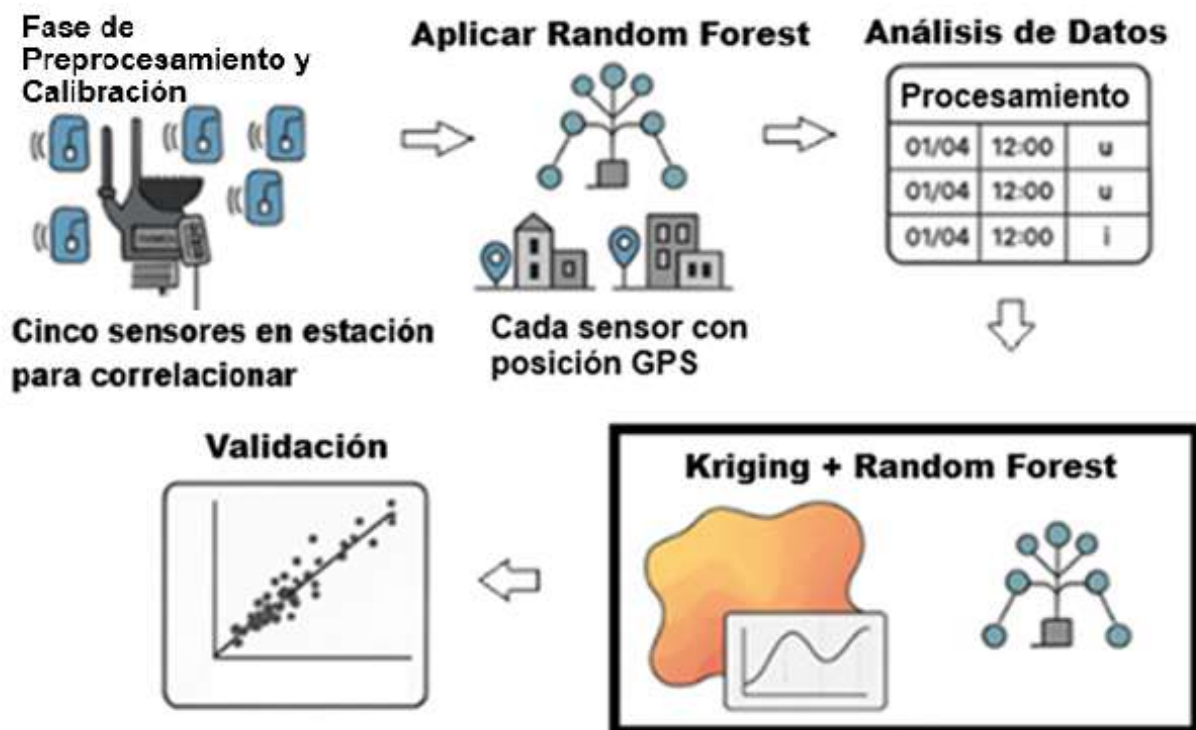 Fase de
Preprocesamiento y
Calibración
Cinco sensores en estación
para correlacionar
Aplicar Random Forest
Cada sensor con
posición GPS
Análisis de Datos
Procesamiento
01/04 12:00 u
01/04 12:00 u
01/04 12:00 i
Kriging + Random Forest
Validación